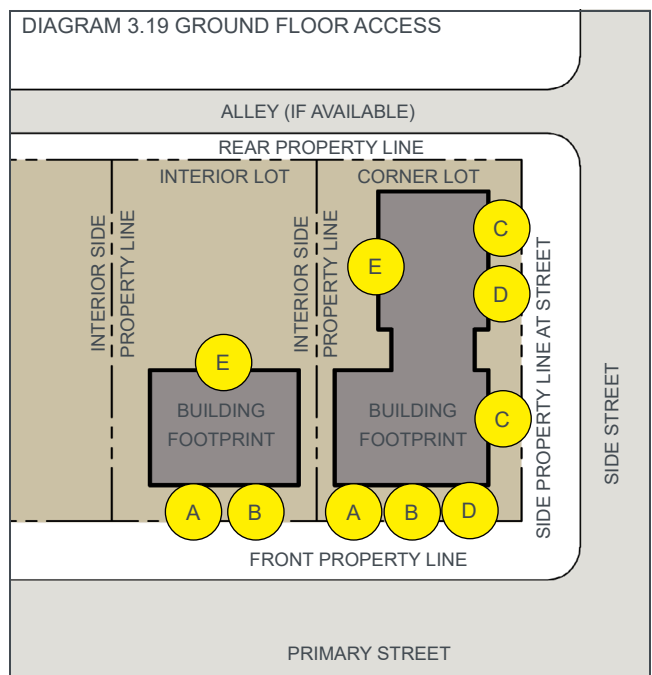 DIAGRAM 3.19 GROUND FLOOR ACCESS
ALLEY (IF AVAILABLE)
REAR PROPERTY LINE
INTERIOR LOT
CORNER LOT
INTERIOR SIDE
PROPERTY LINE
INTERIOR SIDE
PROPERTY LINE
C
E
D
SIDE PROPERTY LINE AT STREET
SIDE STREET
E
BUILDING
FOOTPRINT
BUILDING
FOOTPRINT
C
A
B
A
B
D
FRONT PROPERTY LINE
PRIMARY STREET